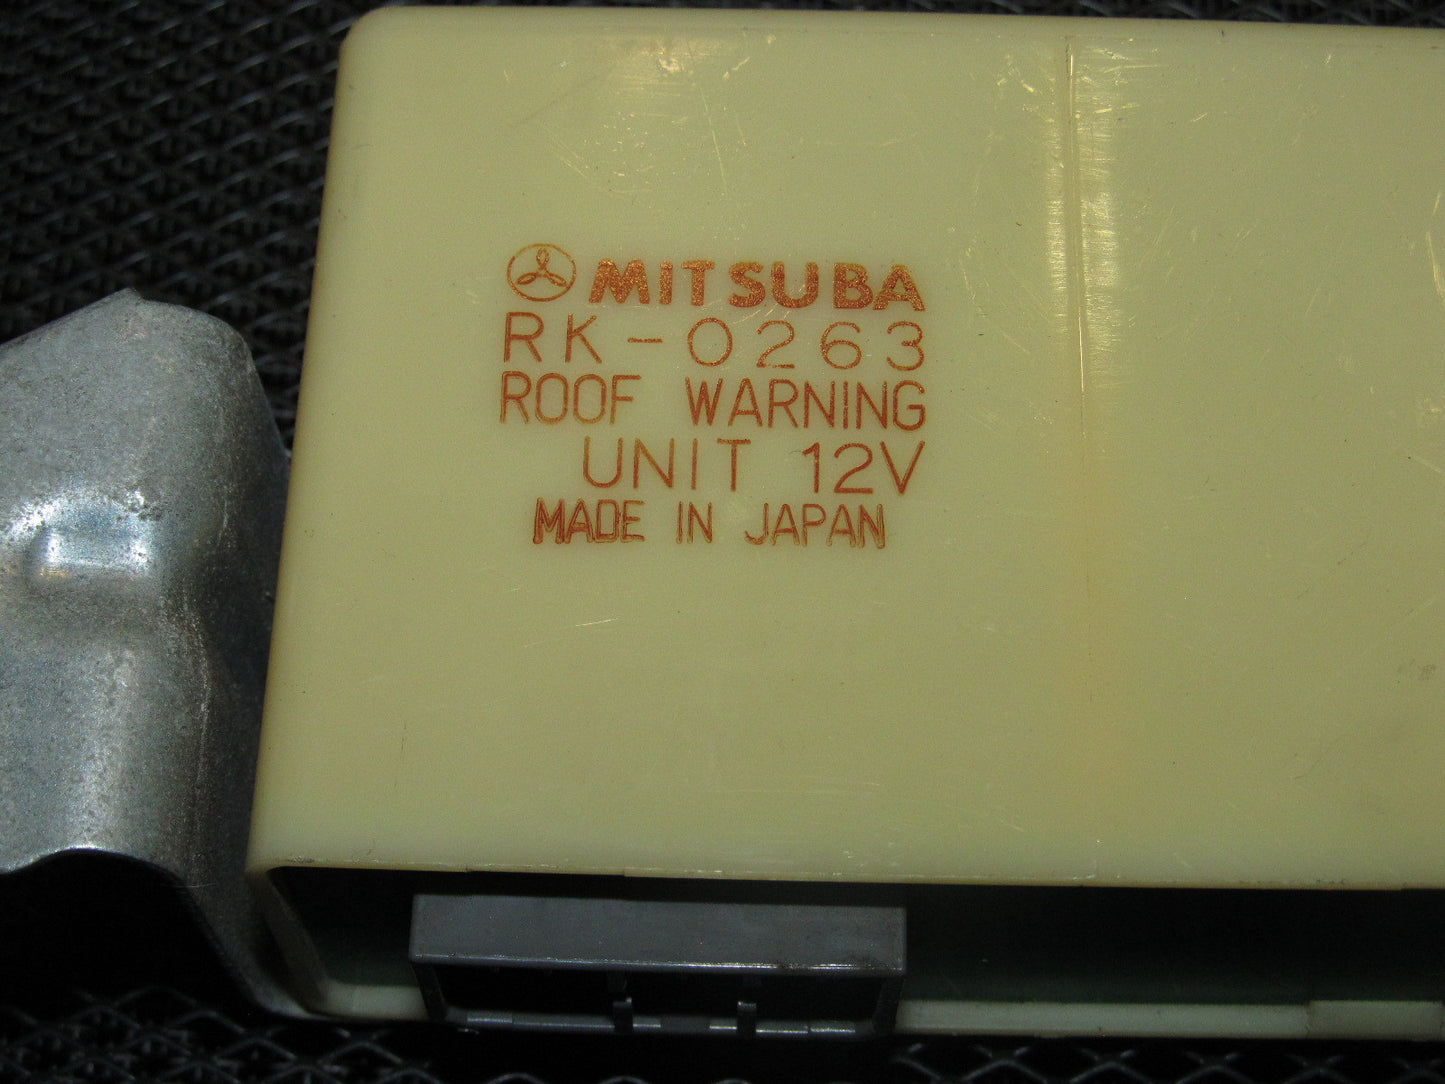 MITSUBA
RK-0263
ROOF WARNING
UNIT 12V
MADE IN JAPAN